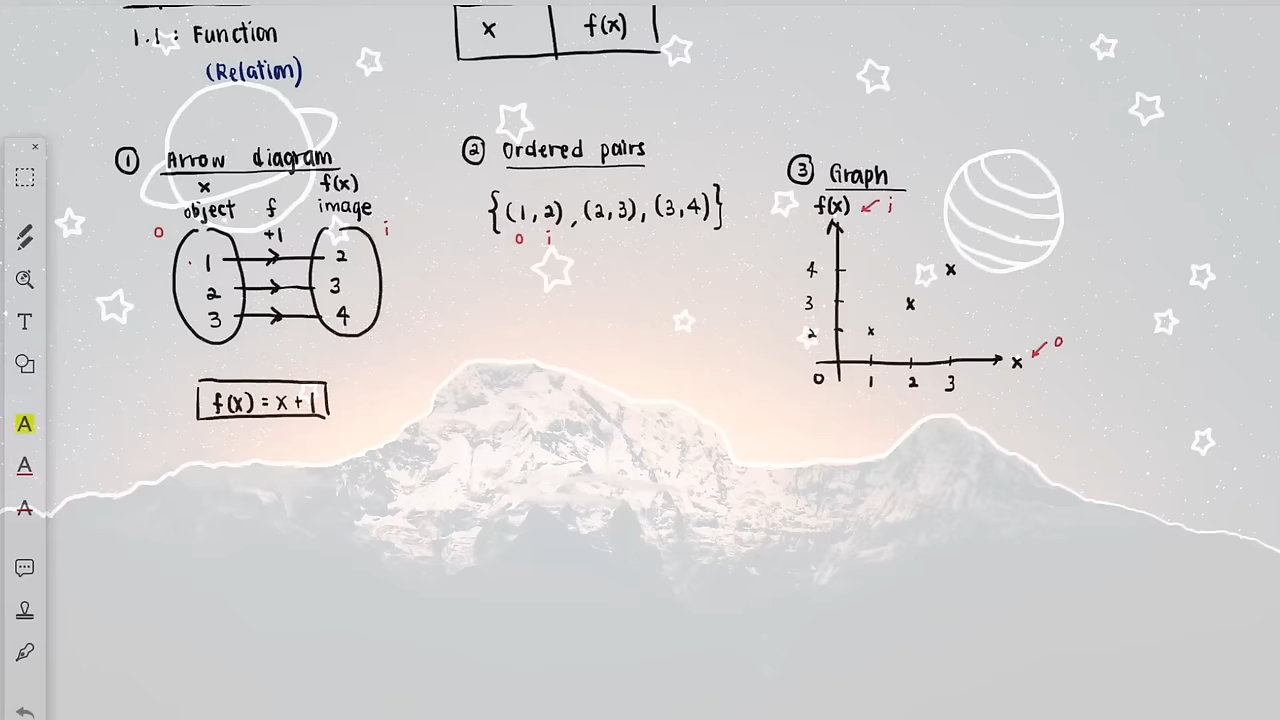 1.1: Function
(Relation)
x f(x)
① Arrow diagram
x f(x)
object f image
o +1 i
1 2
2 3
3 4
f(x) = x+1
② Ordered pairs
{(1,2), (2,3), (3,4)}
o i
③ Graph
f(x) i
4
3
2
0 1 2 3
x o
T
A
A
A